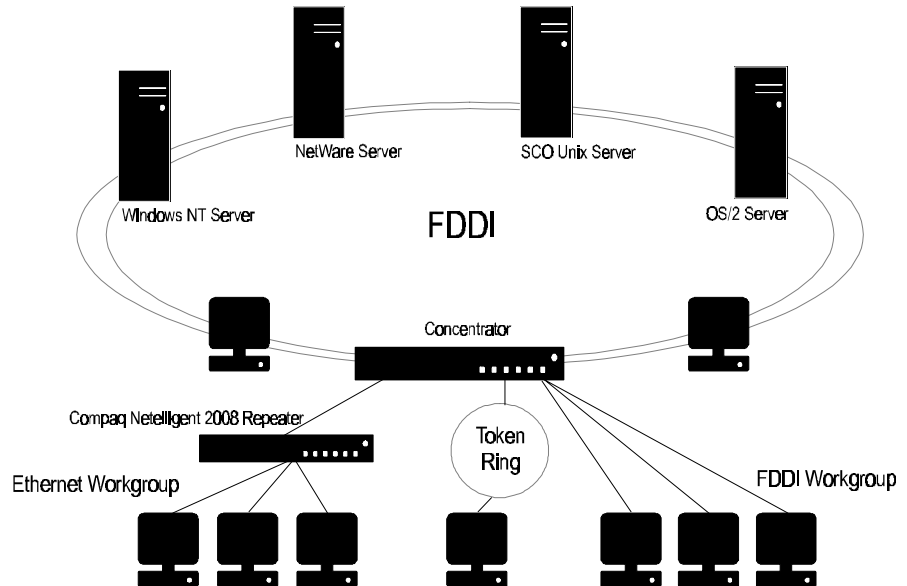 NetWare Server
SCO Unix Server
Windows NT Server
OS/2 Server
FDDI
Concentrator
Compaq Netelligent 2008 Repeater
Token
Ring
Ethernet Workgroup
FDDI Workgroup